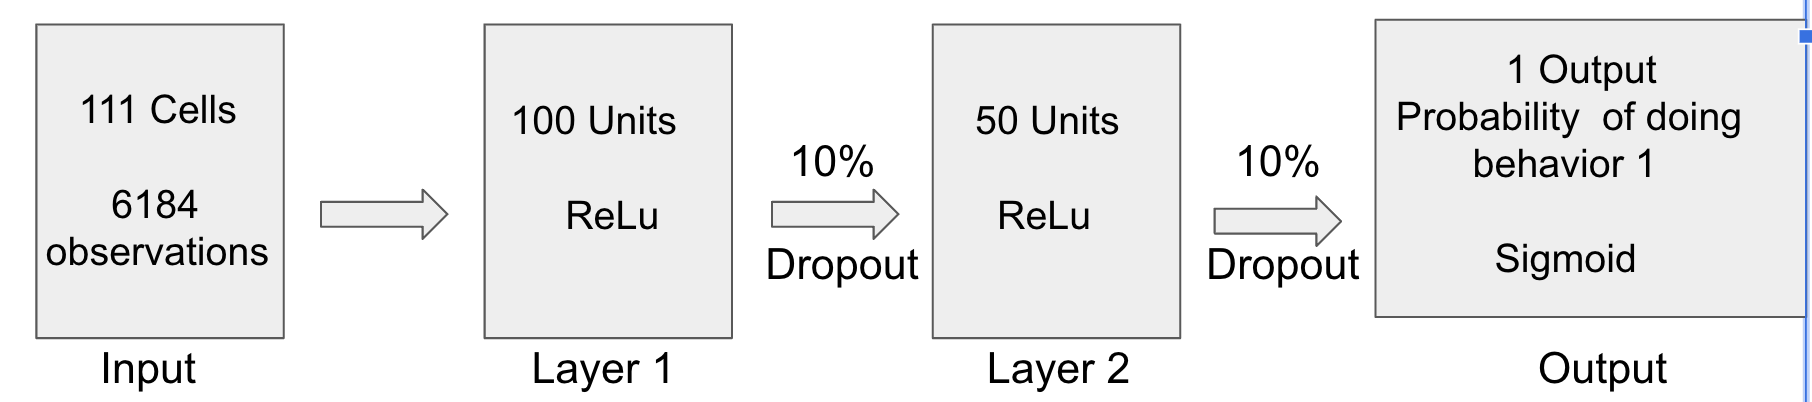 111 Cells
6184
observations
Input
100 Units
ReLu
Layer 1
10%
Dropout
50 Units
ReLu
Layer 2
10%
Dropout
1 Output
Probability  of doing
behavior 1
Sigmoid
Output